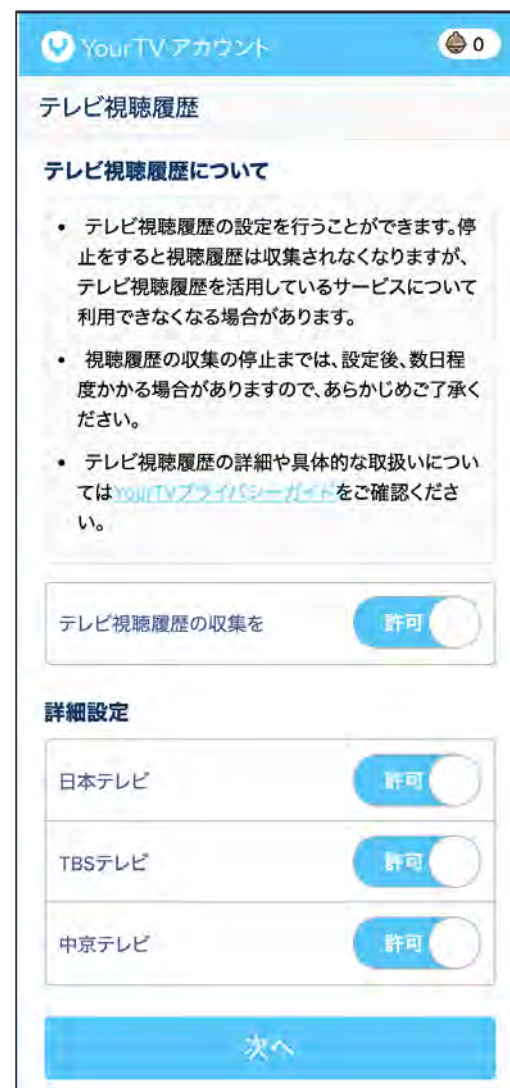 YourTV アカウント
0
テレビ視聴履歴
テレビ視聴履歴について
• テレビ視聴履歴の設定を行うことができます。停
止をすると視聴履歴は収集されなくなりますが、
テレビ視聴履歴を活用しているサービスについて
利用できなくなる場合があります。
• 視聴履歴の収集の停止までは、設定後、数日程
度かかる場合がありますので、あらかじめご了承く
ださい。
• テレビ視聴履歴の詳細や具体的な取扱いについ
てはYourTVプライバシーガイドをご確認くださ
い。
テレビ視聴履歴の収集を 許可
詳細設定
日本テレビ 許可
TBSテレビ 許可
中京テレビ 許可
次へ